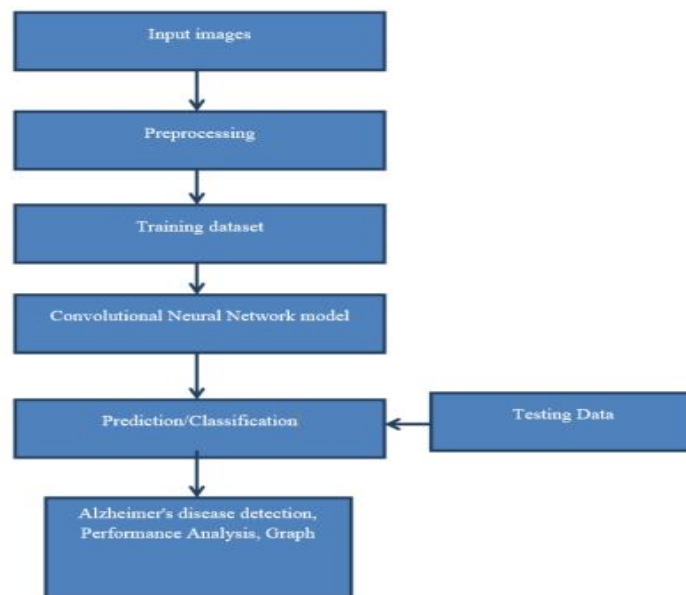 Input images
Preprocessing
Training dataset
Convolutional Neural Network model
Prediction/Classification
Testing Data
Alzheimer's disease detection,
Performance Analysis, Graph